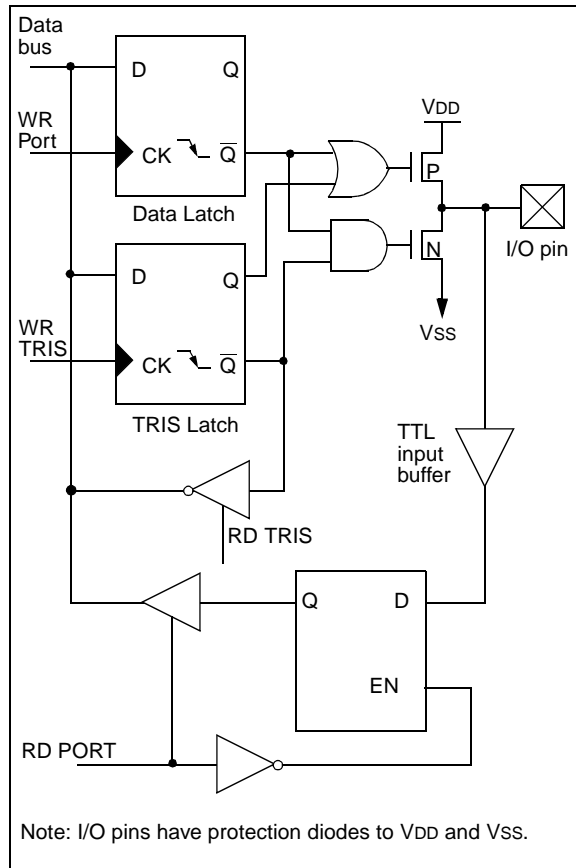 Data
bus
D
Q
WR
Port
CK
Q
VDD
P
Data Latch
N
I/O pin
D
Q
VSS
WR
TRIS
CK
Q
TRIS Latch
TTL
input
buffer
RD TRIS
Q
D
EN
RD PORT
Note: I/O pins have protection diodes to VDD and VSS.